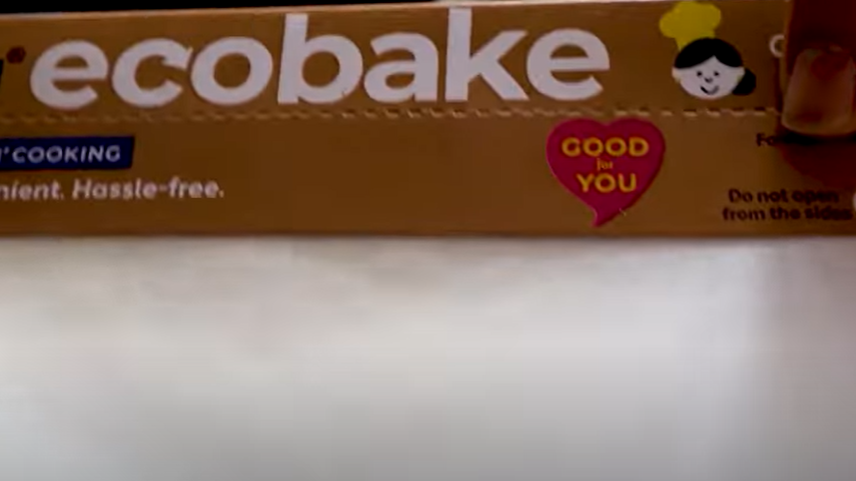 ecobake
N' COOKING
nient. Hassle-free.
GOOD
for
YOU
Do not open
from the sides